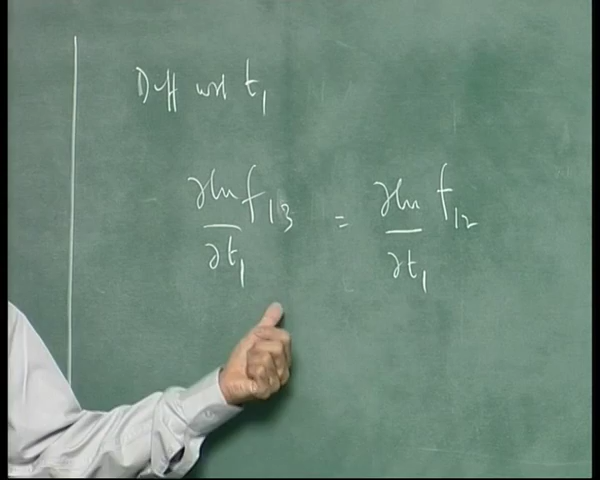 Diff wrt t₁
∂ln f₁₃ / ∂t₁ = ∂ln f₁₂ / ∂t₁